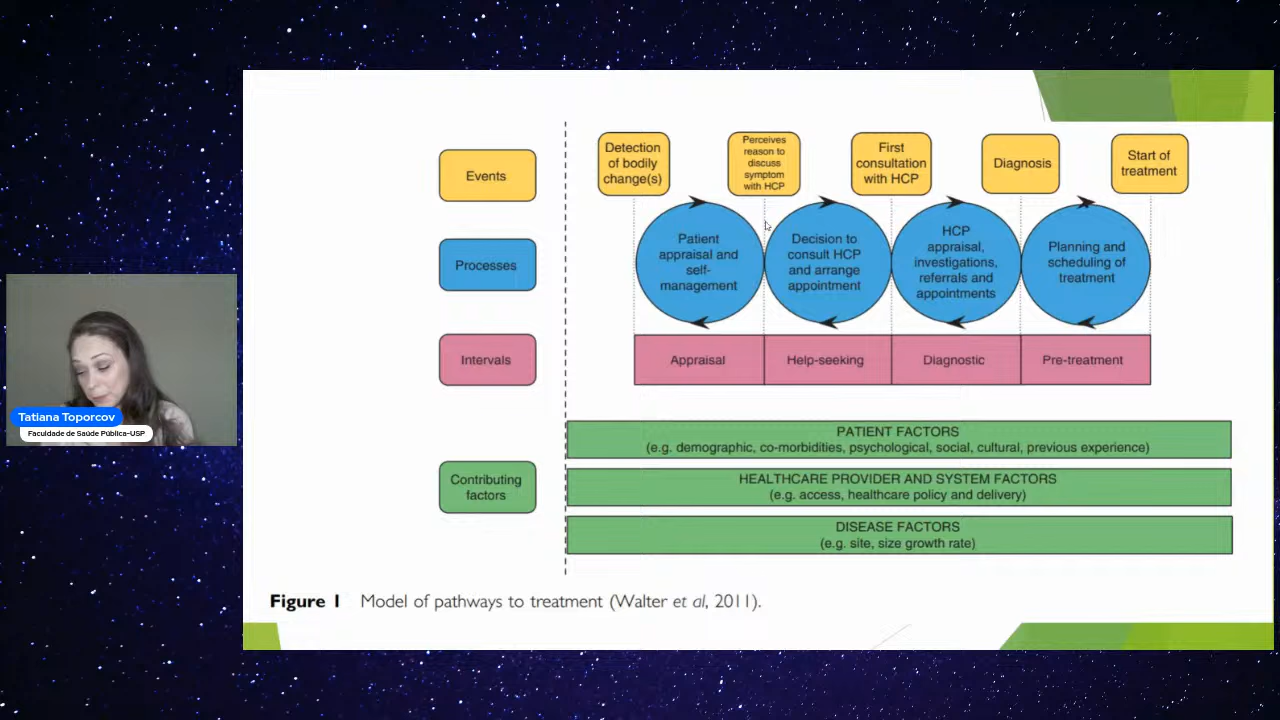 Events
Detection
of bodily
change(s)
Perceives
reason to
discuss
symptom
with HCP
First
consultation
with HCP
Diagnosis
Start of
treatment
Processes
Patient
appraisal and
self-
management
Decision to
consult HCP
and arrange
appointment
HCP
appraisal,
investigations,
referrals and
appointments
Planning and
scheduling of
treatment
Intervals
Appraisal
Help-seeking
Diagnostic
Pre-treatment
Contributing
factors
PATIENT FACTORS
(e.g. demographic, co-morbidities, psychological, social, cultural, previous experience)
HEALTHCARE PROVIDER AND SYSTEM FACTORS
(e.g. access, healthcare policy and delivery)
DISEASE FACTORS
(e.g. site, size growth rate)
Figure 1 Model of pathways to treatment (Walter et al, 2011).
Tatiana Toporcov
Faculdade de Saúde Pública-USP